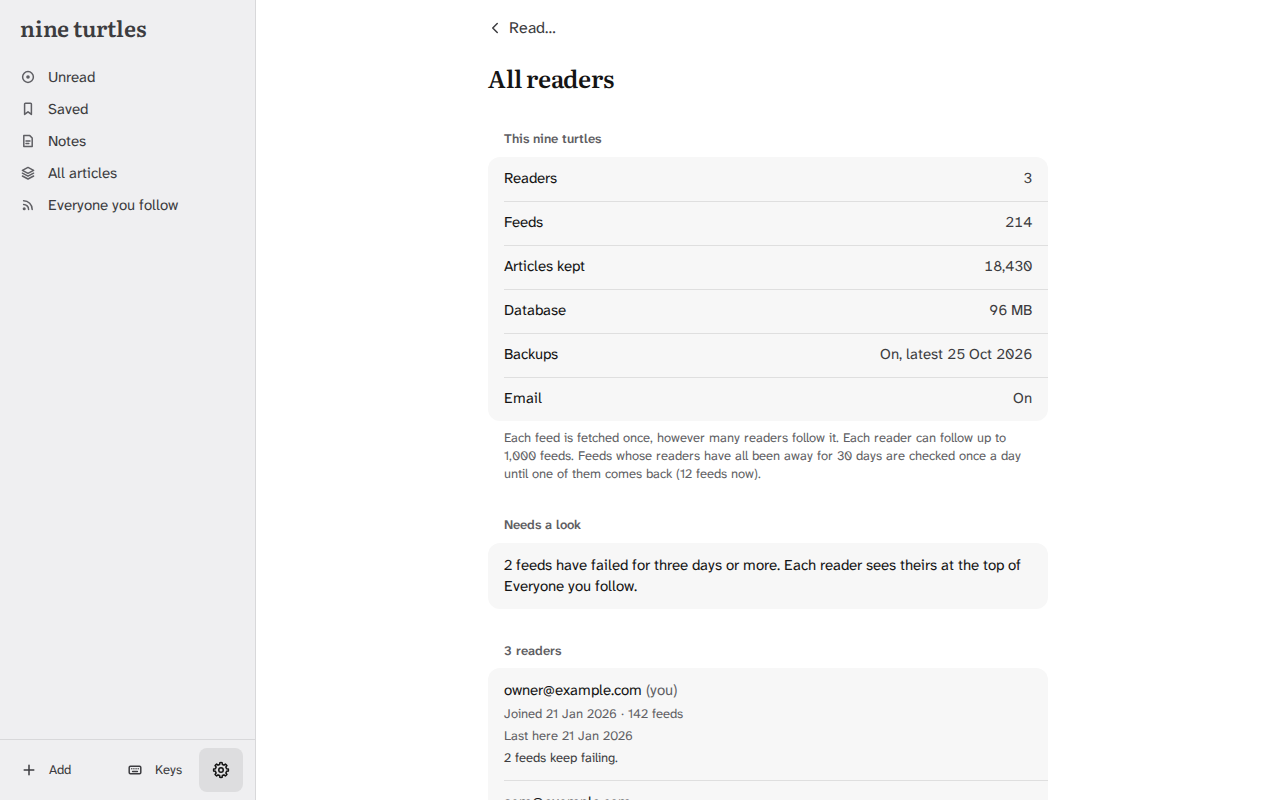 nine turtles
Unread
Saved
Notes
All articles
Everyone you follow
Add
Keys
Read...
All readers
This nine turtles
Readers 3
Feeds 214
Articles kept 18,430
Database 96 MB
Backups On, latest 25 Oct 2026
Email On
Each feed is fetched once, however many readers follow it. Each reader can follow up to
1,000 feeds. Feeds whose readers have all been away for 30 days are checked once a day
until one of them comes back (12 feeds now).
Needs a look
2 feeds have failed for three days or more. Each reader sees theirs at the top of
Everyone you follow.
3 readers
owner@example.com (you)
Joined 21 Jan 2026 · 142 feeds
Last here 21 Jan 2026
2 feeds keep failing.